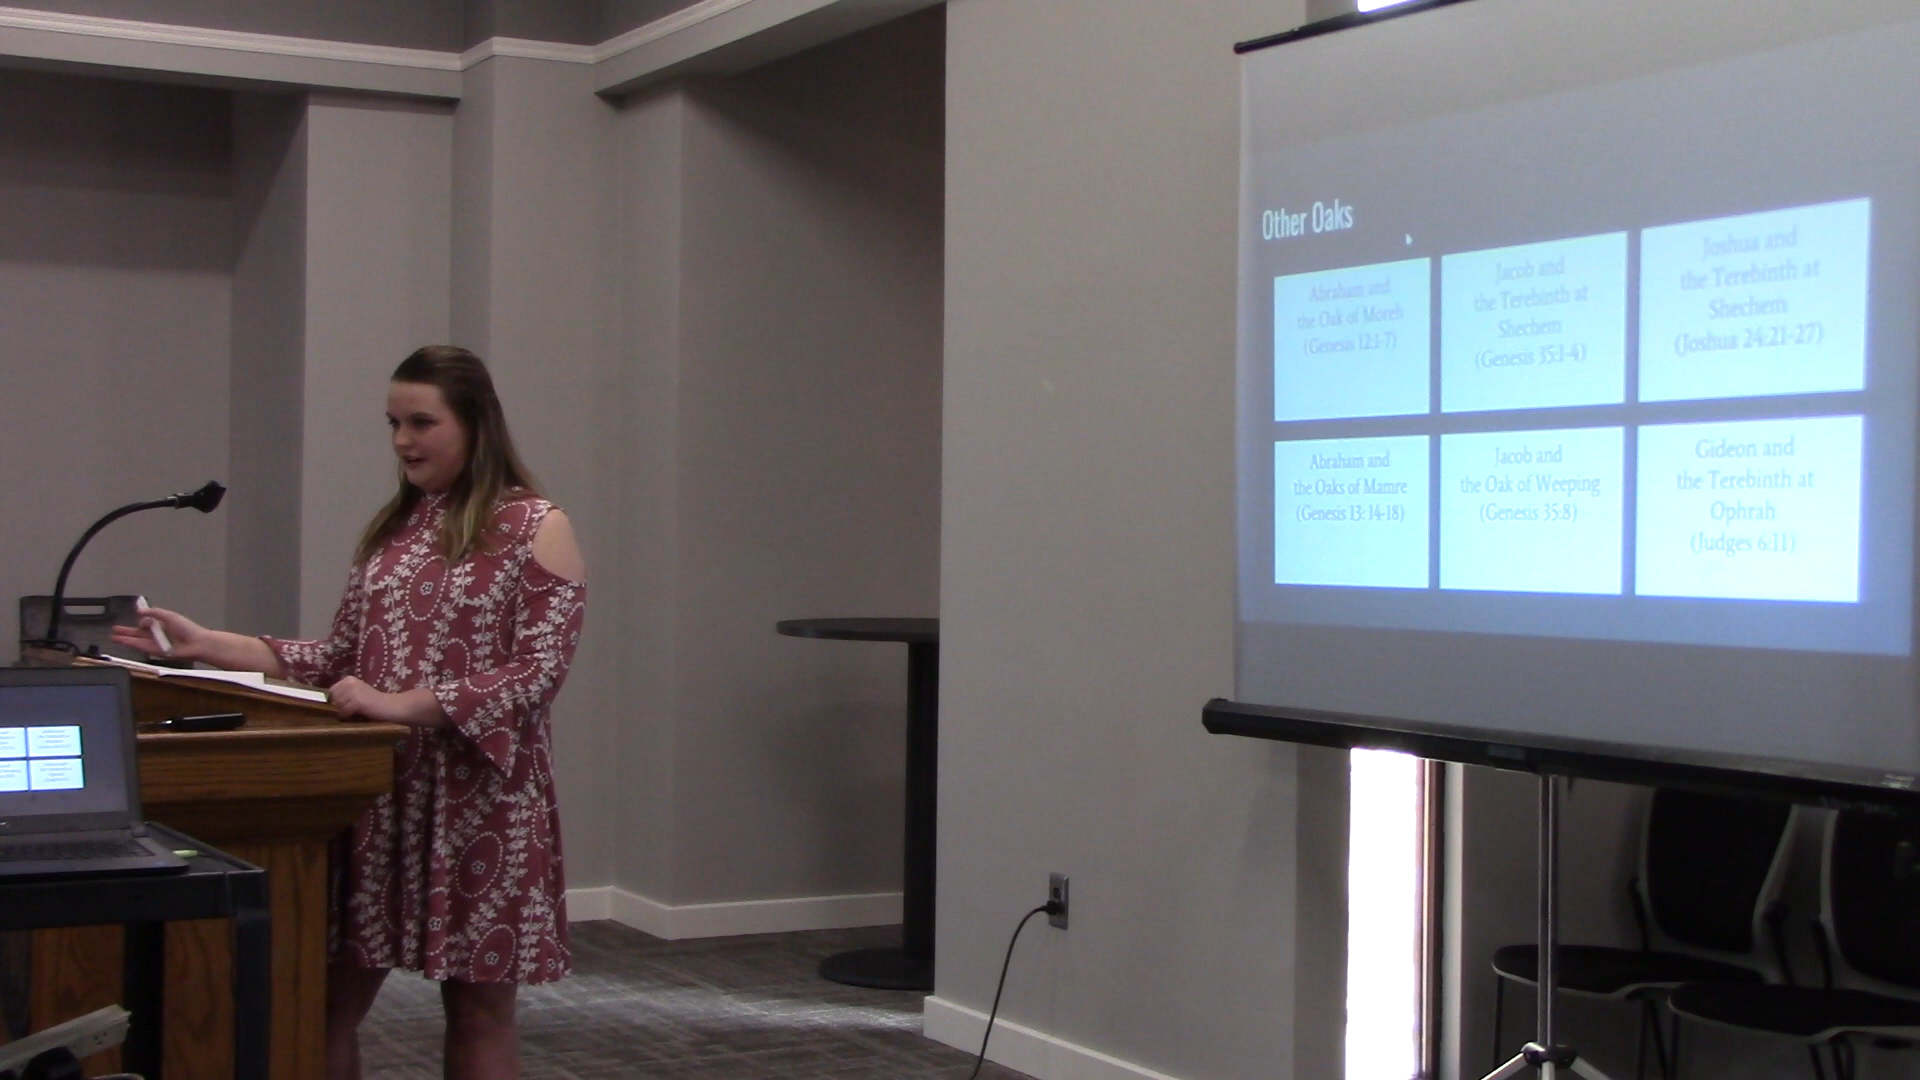 Other Oaks
Abraham and
the Oak of Moreh
(Genesis 12:1-7)
Jacob and
the Terebinth at
Shechem
(Genesis 35:1-4)
Joshua and
the Terebinth at
Shechem
(Joshua 24:21-27)
Abraham and
the Oaks of Mamre
(Genesis 13: 14-18)
Jacob and
the Oak of Weeping
(Genesis 35:8)
Gideon and
the Terebinth at
Ophrah
(Judges 6:11)